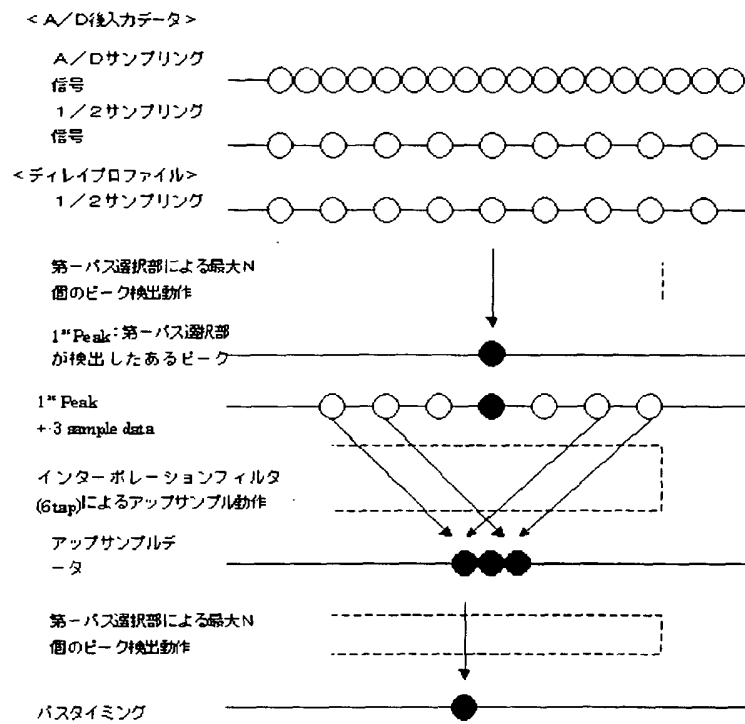 <A/D後入力データ>
A/Dサンプリング
信号
1/2サンプリング
信号
<ディレイプロファイル>
1/2サンプリング
第一パス選択部による最大N
個のピーク検出動作
1st Peak:第一パス選択部
が検出したあるピーク
1st Peak
+-3 sample data
インターポレーションフィルタ
(6tap)によるアップサンプル動作
アップサンプルデ
ータ
第一パス選択部による最大N
個のピーク検出動作
パスタイミング